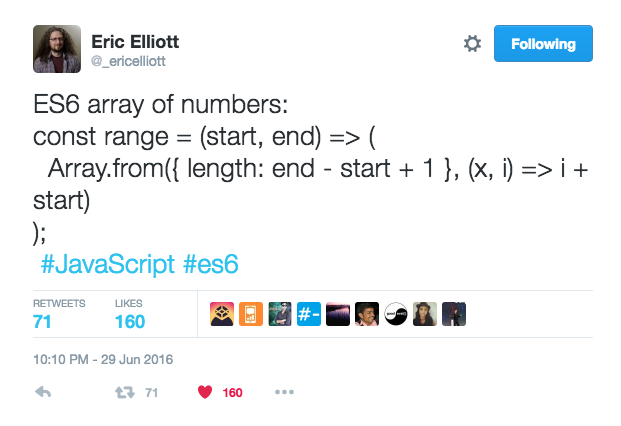 Eric Elliott
@_ericelliott
Following
ES6 array of numbers:
const range = (start, end) => (
Array.from({ length: end - start + 1 }, (x, i) => i +
start)
);
#JavaScript #es6
RETWEETS LIKES
71 160
#-
10:10 PM - 29 Jun 2016
71 160